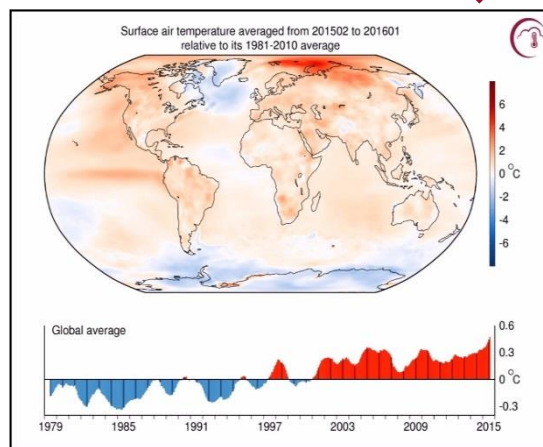 Surface air temperature averaged from 201502 to 201601
relative to its 1981-2010 average
6
4
2
0 °C
-2
-4
-6
Global average
0.6
0.3
0 °C
-0.3
1979 1985 1991 1997 2003 2009 2015